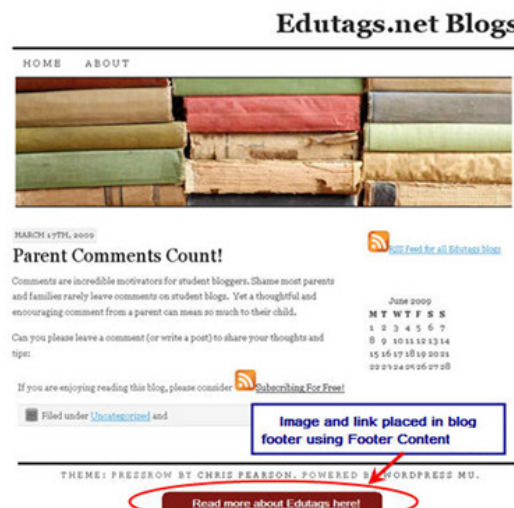 Edutags.net Blogs
HOME ABOUT
MARCH 17TH, 2009
Parent Comments Count!
Comments are incredible motivators for student bloggers. Shame most parents
and families rarely leave comments on student blogs. Yet a thoughtful and
encouraging comment from a parent can mean so much to their child.
Can you please leave a comment (or write a post) to share your thoughts and
tips:
If you are enjoying reading this blog, please consider Subscribing For Free!
Filed under Uncategorized and
RSS Feed for all Edutags blogs
June 2009
M T W T F S S
1 2 3 4 5 6 7
8 9 10 11 12 13 14
15 16 17 18 19 20 21
22 23 24 25 26 27 28
Image and link placed in blog
footer using Footer Content
THEME: PRESSROW BY CHRIS PEARSON. POWERED BY WORDPRESS MU.
Read more about Edutags here!